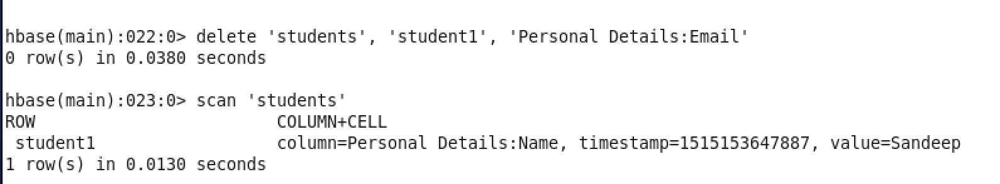 hbase(main):022:0> delete 'students', 'student1', 'Personal Details:Email'
0 row(s) in 0.0380 seconds
hbase(main):023:0> scan 'students'
ROW COLUMN+CELL
student1 column=Personal Details:Name, timestamp=1515153647887, value=Sandeep
1 row(s) in 0.0130 seconds